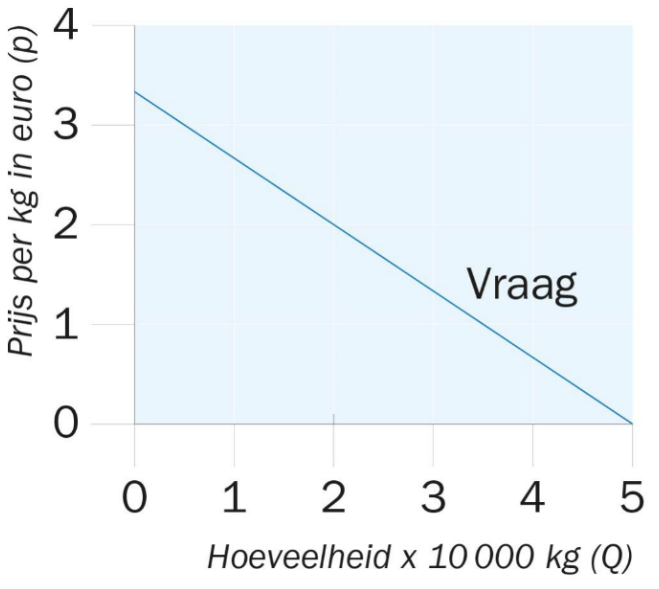 Prijs per kg in euro (p)
4
3
2
1
0
Vraag
0 1 2 3 4 5
Hoeveelheid x 10 000 kg (Q)